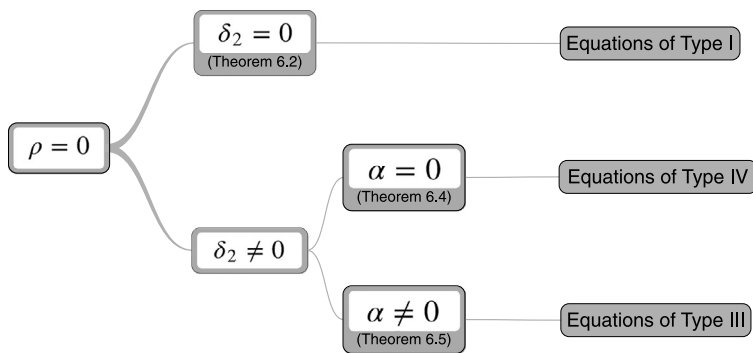 δ₂ = 0
(Theorem 6.2)
Equations of Type I
ρ = 0
α = 0
(Theorem 6.4)
Equations of Type IV
δ₂ ≠ 0
α ≠ 0
(Theorem 6.5)
Equations of Type III